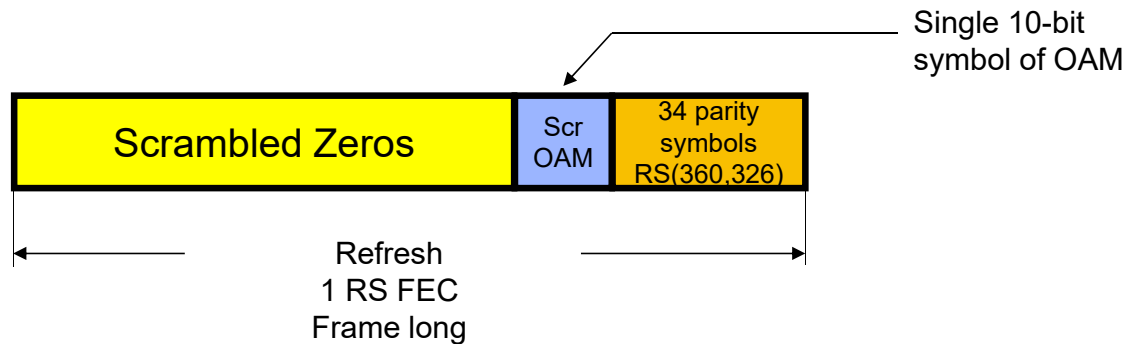 Single 10-bit
symbol of OAM
Scrambled Zeros
Scr
OAM
34 parity
symbols
RS(360,326)
Refresh
1 RS FEC
Frame long